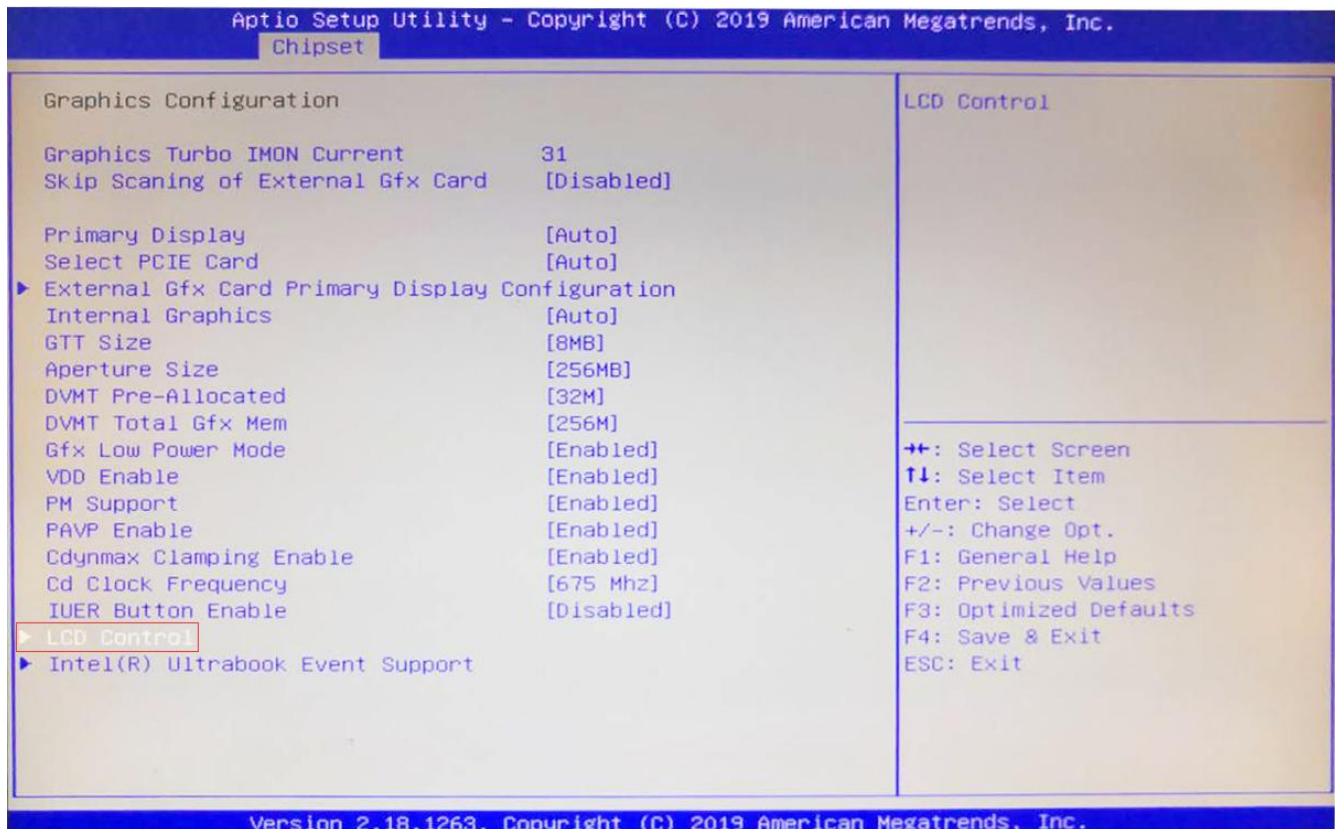 Aptio Setup Utility – Copyright (C) 2019 American Megatrends, Inc.
Chipset
Graphics Configuration
Graphics Turbo IMON Current 31
Skip Scaning of External Gfx Card [Disabled]
Primary Display [Auto]
Select PCIE Card [Auto]
▶ External Gfx Card Primary Display Configuration
Internal Graphics [Auto]
GTT Size [8MB]
Aperture Size [256MB]
DVMT Pre-Allocated [32M]
DVMT Total Gfx Mem [256M]
Gfx Low Power Mode [Enabled]
VDD Enable [Enabled]
PM Support [Enabled]
PAVP Enable [Enabled]
Cdynmax Clamping Enable [Enabled]
Cd Clock Frequency [675 Mhz]
IUER Button Enable [Disabled]
▶ LCD Control
▶ Intel(R) Ultrabook Event Support
LCD Control
→←: Select Screen
↑↓: Select Item
Enter: Select
+/-: Change Opt.
F1: General Help
F2: Previous Values
F3: Optimized Defaults
F4: Save & Exit
ESC: Exit
Version 2.18.1263. Copyright (C) 2019 American Megatrends, Inc.